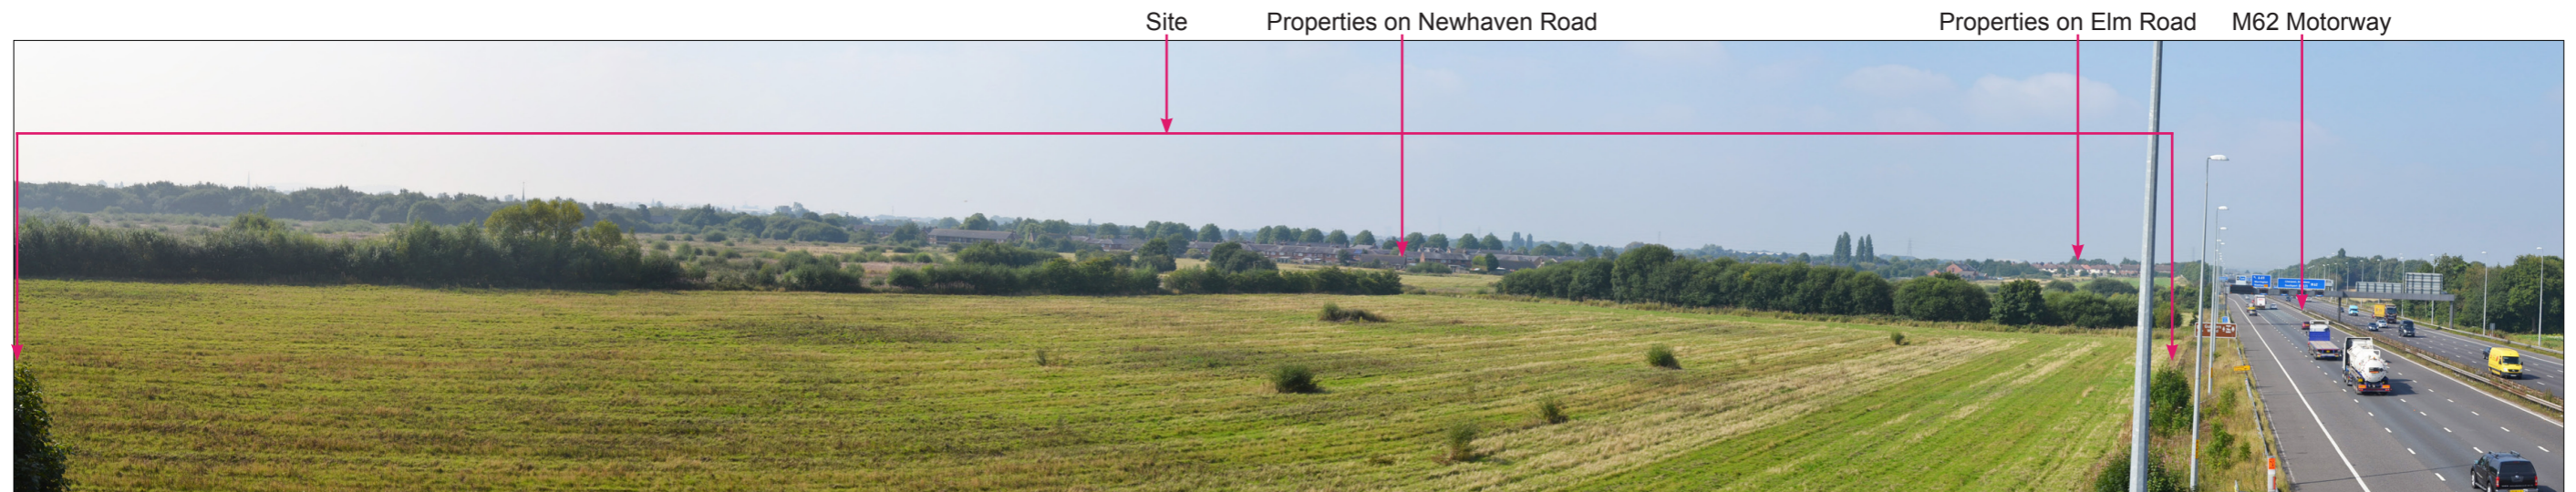 Site
Properties on Newhaven Road
Properties on Elm Road
M62 Motorway